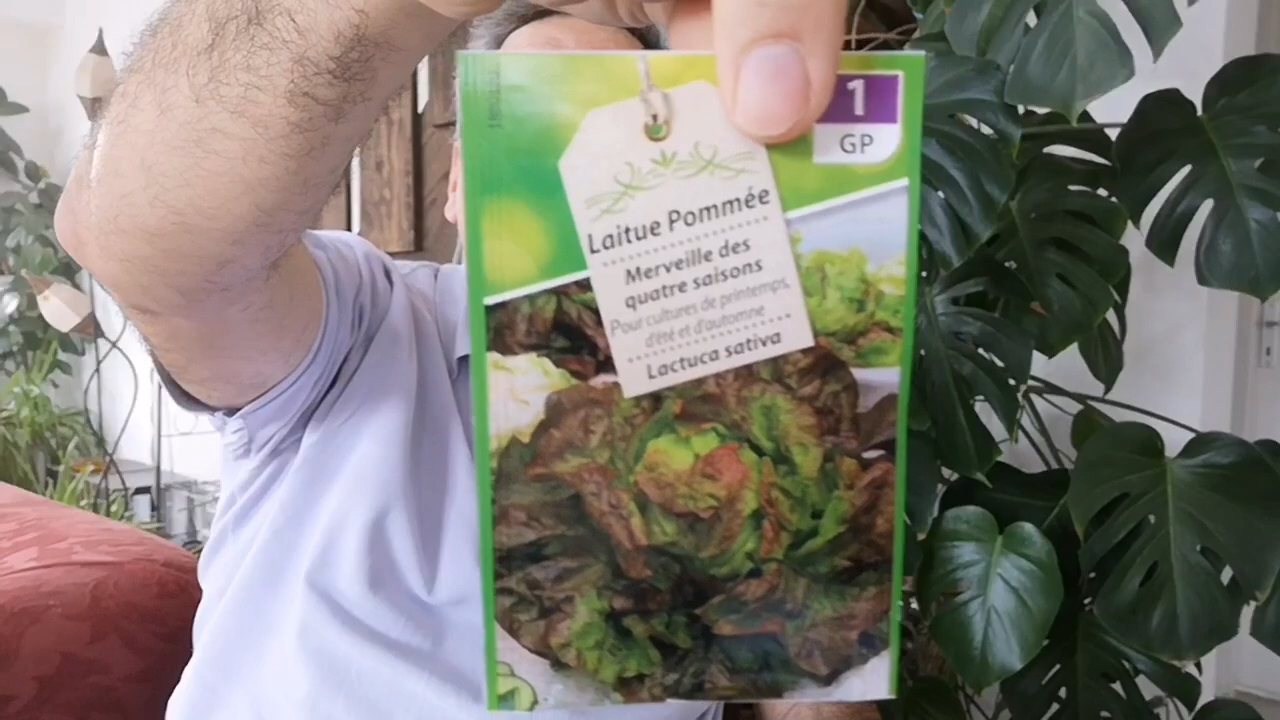 1
GP
Laitue Pommée
Merveille des
quatre saisons
Pour cultures de printemps,
d'été et d'automne
Lactuca sativa